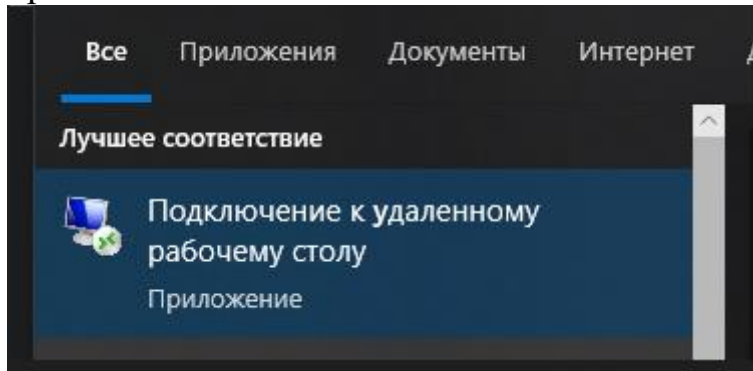 Все Приложения Документы Интернет
Лучшее соответствие
Подключение к удаленному
рабочему столу
Приложение